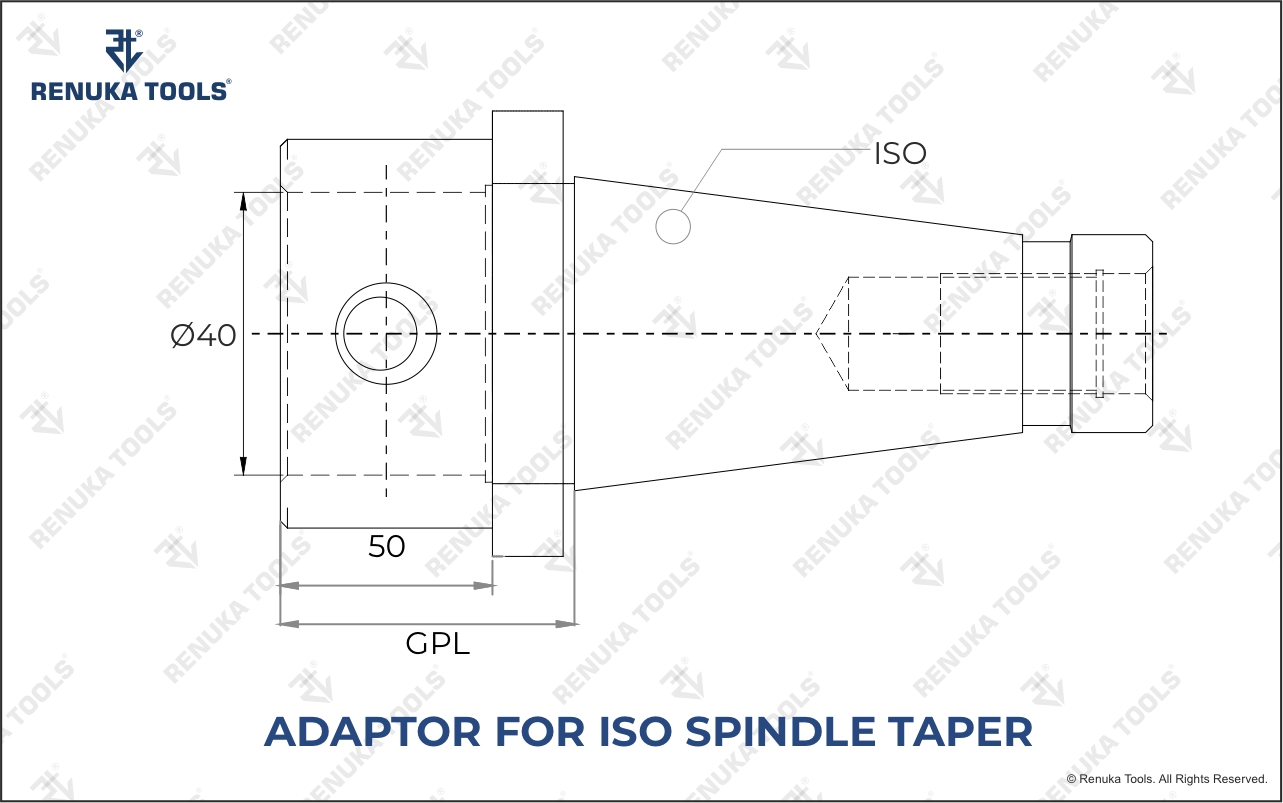 RENUKA TOOLS®
ISO
Ø40
50
GPL
ADAPTOR FOR ISO SPINDLE TAPER
© Renuka Tools. All Rights Reserved.